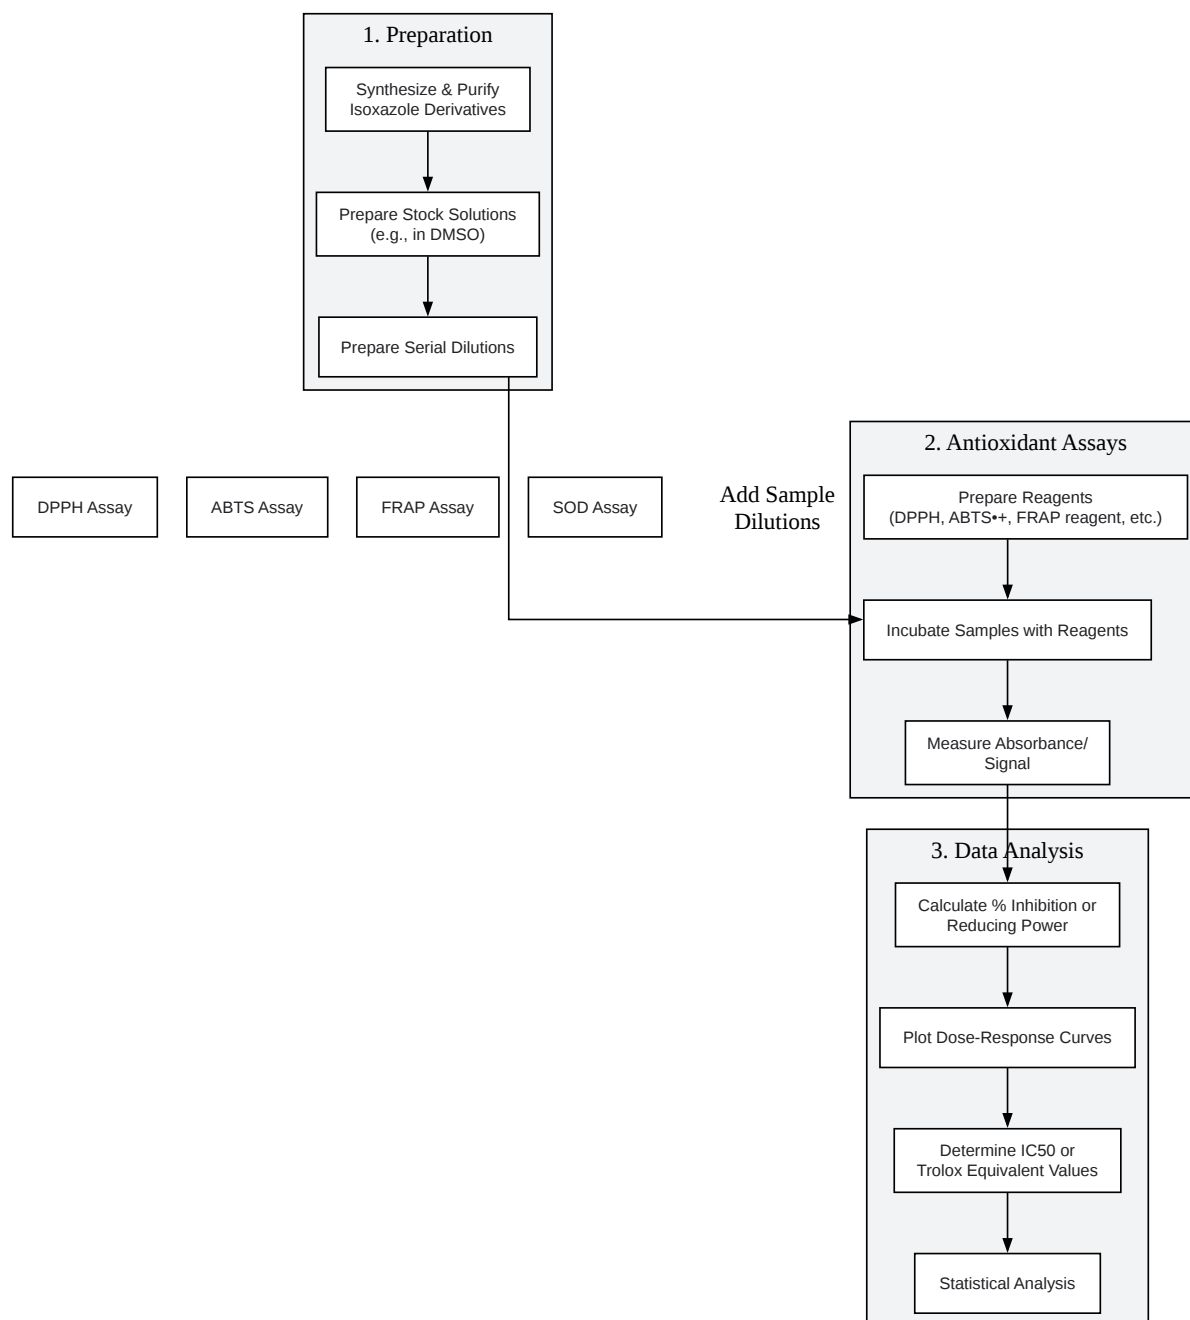 1. Preparation
Synthesize & Purify
Isoxazole Derivatives
Prepare Stock Solutions
(e.g., in DMSO)
Prepare Serial Dilutions
DPPH Assay
ABTS Assay
FRAP Assay
SOD Assay
Add Sample
Dilutions
2. Antioxidant Assays
Prepare Reagents
(DPPH, ABTS•+, FRAP reagent, etc.)
Incubate Samples with Reagents
Measure Absorbance/
Signal
3. Data Analysis
Calculate % Inhibition or
Reducing Power
Plot Dose-Response Curves
Determine IC50 or
Trolox Equivalent Values
Statistical Analysis